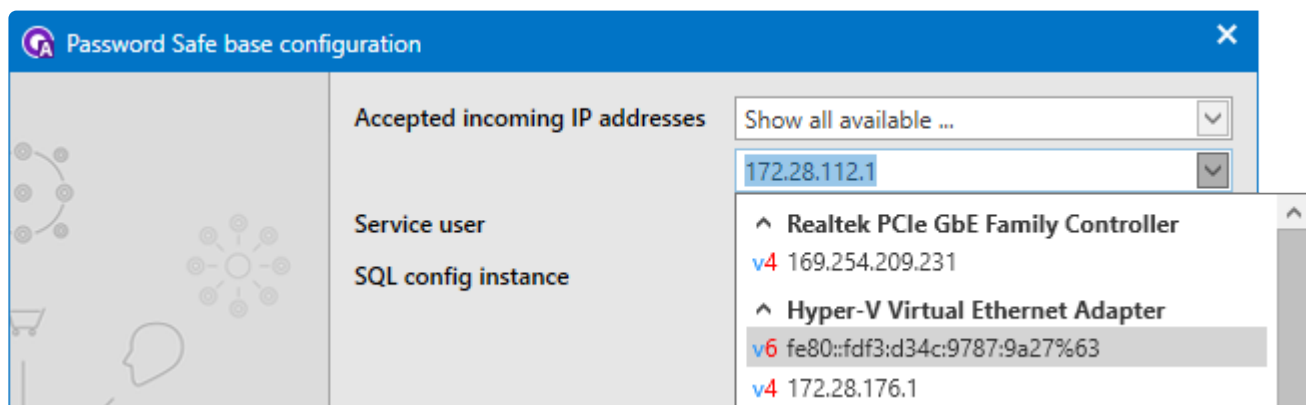 Password Safe base configuration
Accepted incoming IP addresses
Show all available ...
172.28.112.1
Service user
SQL config instance
Realtek PCIe GbE Family Controller
v4 169.254.209.231
Hyper-V Virtual Ethernet Adapter
v6 fe80::fdf3:d34c:9787:9a27%63
v4 172.28.176.1